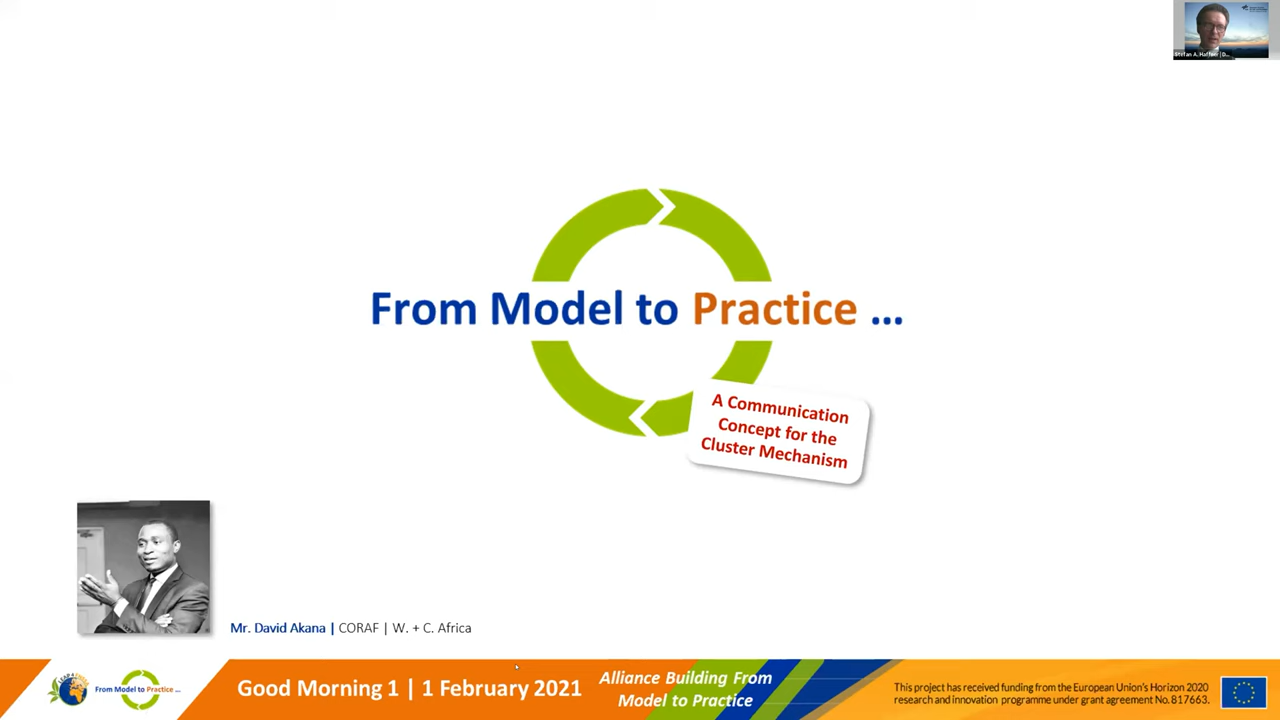 Stefan A. Haffner | D...
From Model to Practice ...
A Communication
Concept for the
Cluster Mechanism
Mr. David Akana | CORAF | W. + C. Africa
From Model to Practice ...
Good Morning 1 | 1 February 2021
Alliance Building From
Model to Practice
This project has received funding from the European Union's Horizon 2020
research and innovation programme under grant agreement No. 817663.